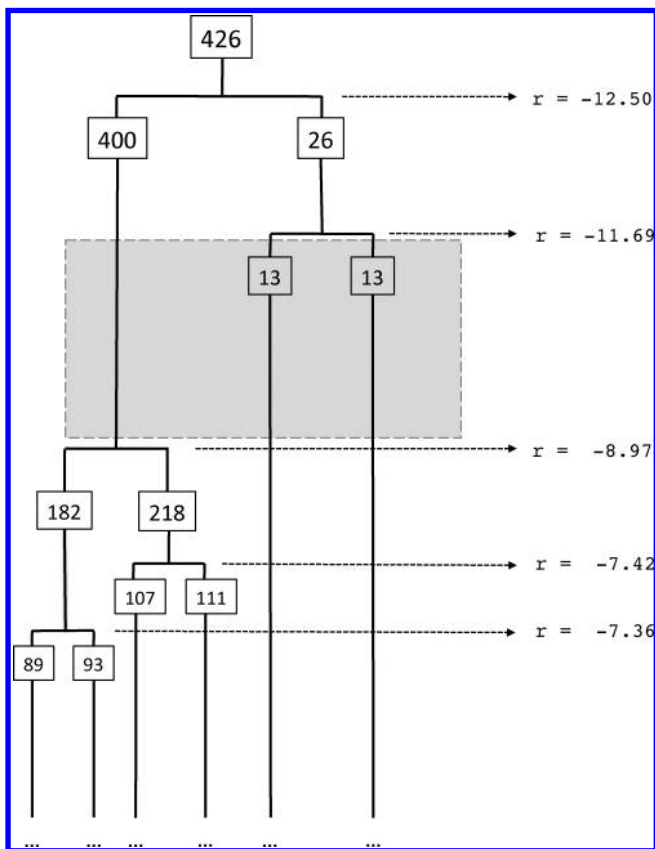 426
r = -12.50
400 26
r = -11.69
13 13
r = -8.97
182 218
r = -7.42
107 111
r = -7.36
89 93
... ... ... ... ... ...